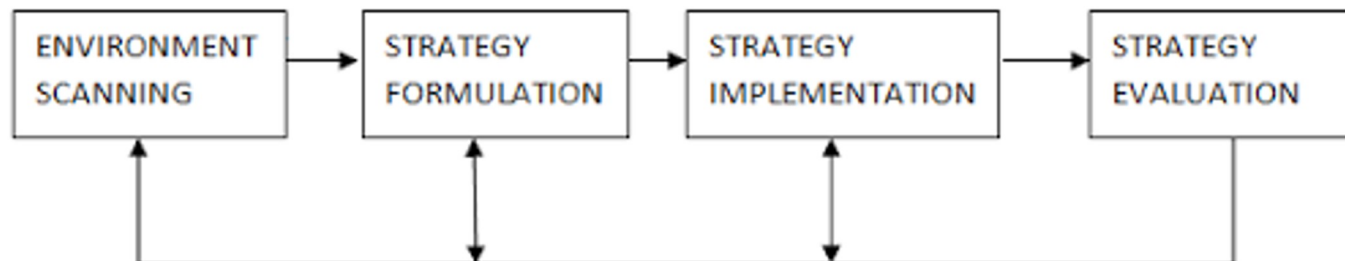 ENVIRONMENT
SCANNING
STRATEGY
FORMULATION
STRATEGY
IMPLEMENTATION
STRATEGY
EVALUATION